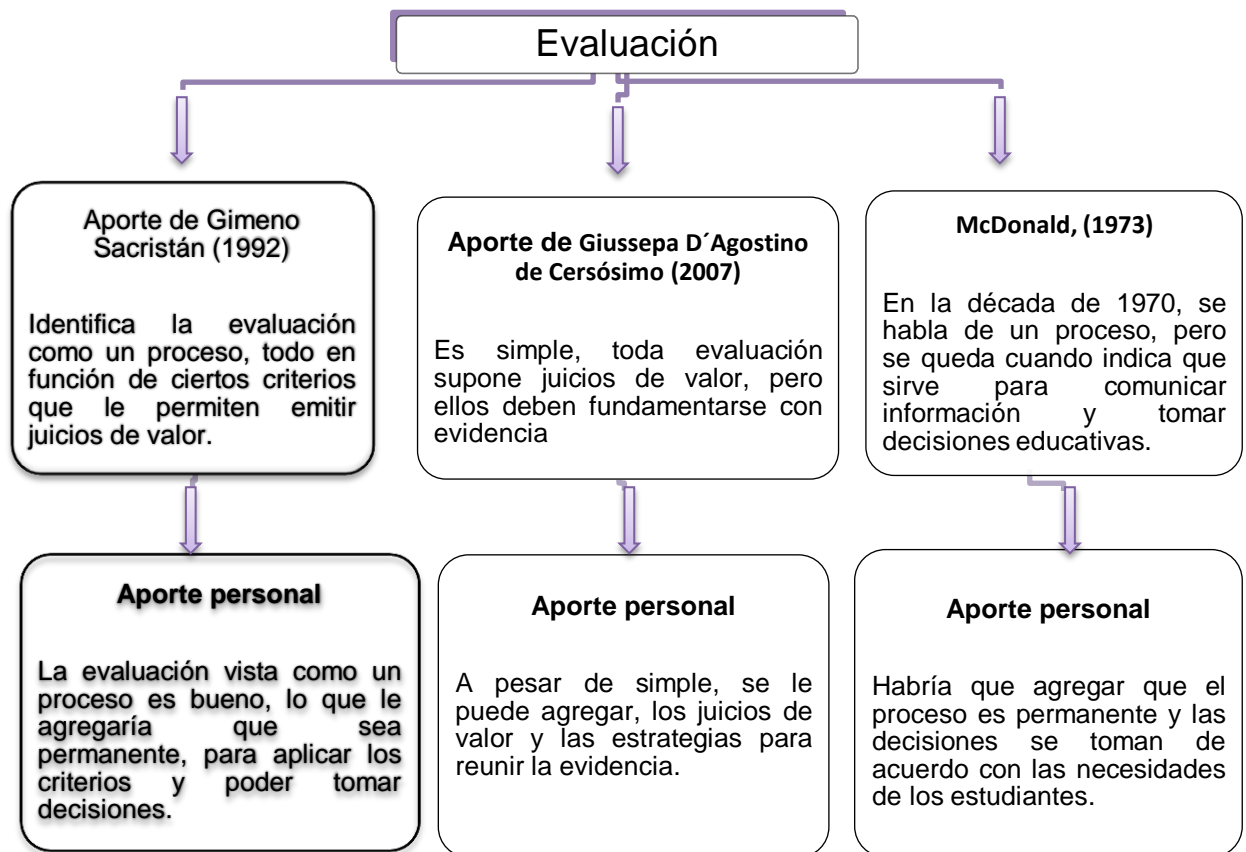 Evaluación
Aporte de Gimeno
Sacristán (1992)
Identifica la evaluación
como un proceso, todo en
función de ciertos criterios
que le permiten emitir
juicios de valor.
Aporte de Giussepa D´Agostino
de Cersósimo (2007)
Es simple, toda evaluación
supone juicios de valor, pero
ellos deben fundamentarse con
evidencia
McDonald, (1973)
En la década de 1970, se
habla de un proceso, pero
se queda cuando indica que
sirve para comunicar
información y tomar
decisiones educativas.
Aporte personal
La evaluación vista como un
proceso es bueno, lo que le
agregaría que sea
permanente, para aplicar los
criterios y poder tomar
decisiones.
Aporte personal
A pesar de simple, se le
puede agregar, los juicios de
valor y las estrategias para
reunir la evidencia.
Aporte personal
Habría que agregar que el
proceso es permanente y las
decisiones se toman de
acuerdo con las necesidades
de los estudiantes.